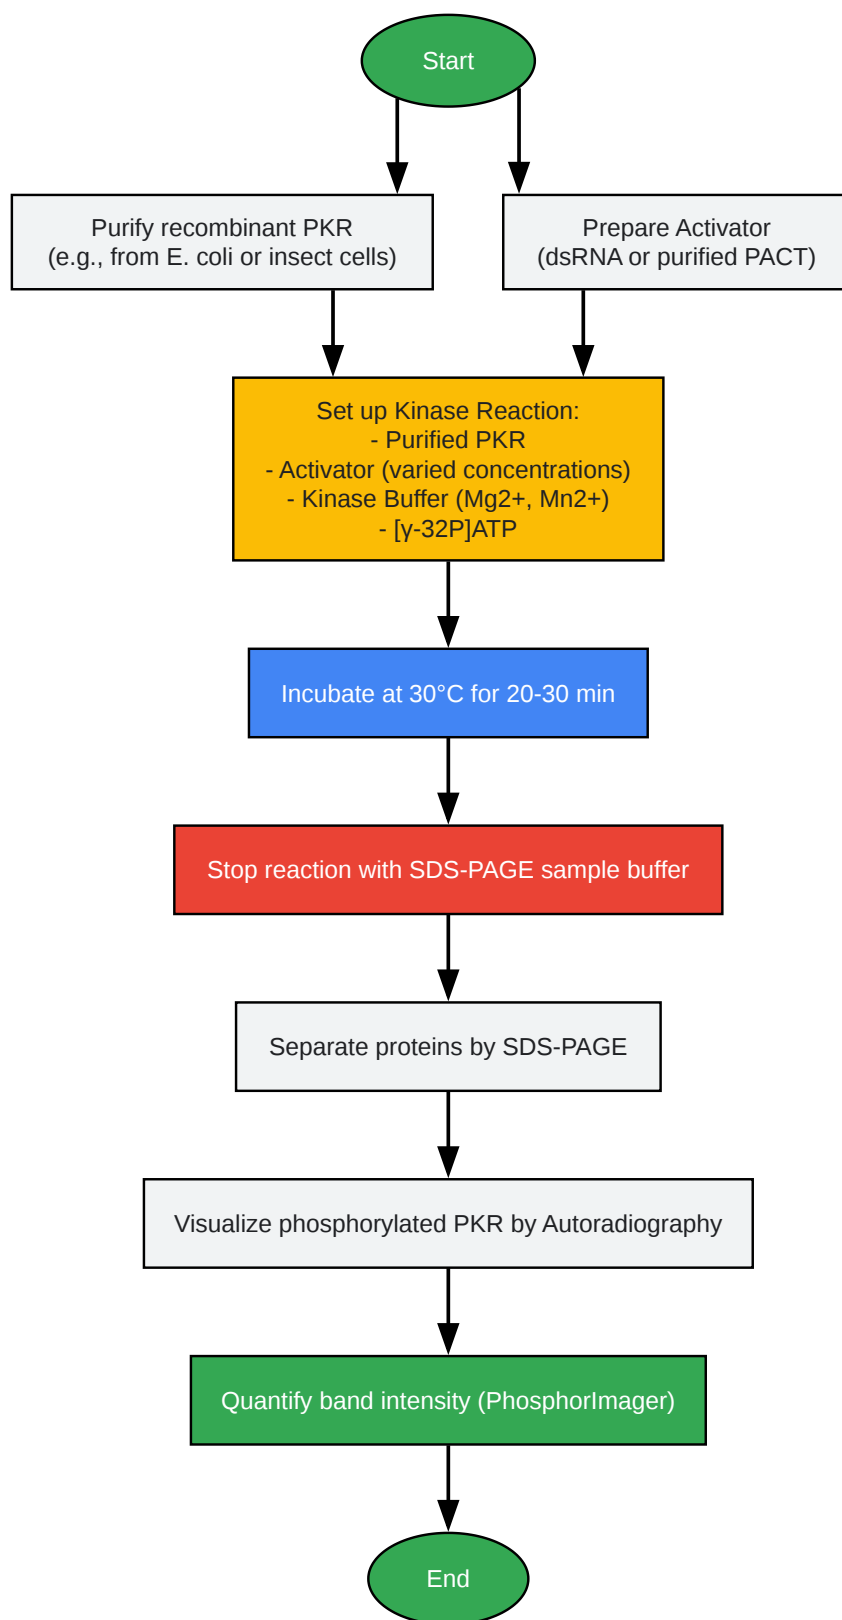 Start
Purify recombinant PKR
(e.g., from E. coli or insect cells)
Prepare Activator
(dsRNA or purified PACT)
Set up Kinase Reaction:
- Purified PKR
- Activator (varied concentrations)
- Kinase Buffer (Mg2+, Mn2+)
- [γ-32P]ATP
Incubate at 30°C for 20-30 min
Stop reaction with SDS-PAGE sample buffer
Separate proteins by SDS-PAGE
Visualize phosphorylated PKR by Autoradiography
Quantify band intensity (PhosphorImager)
End